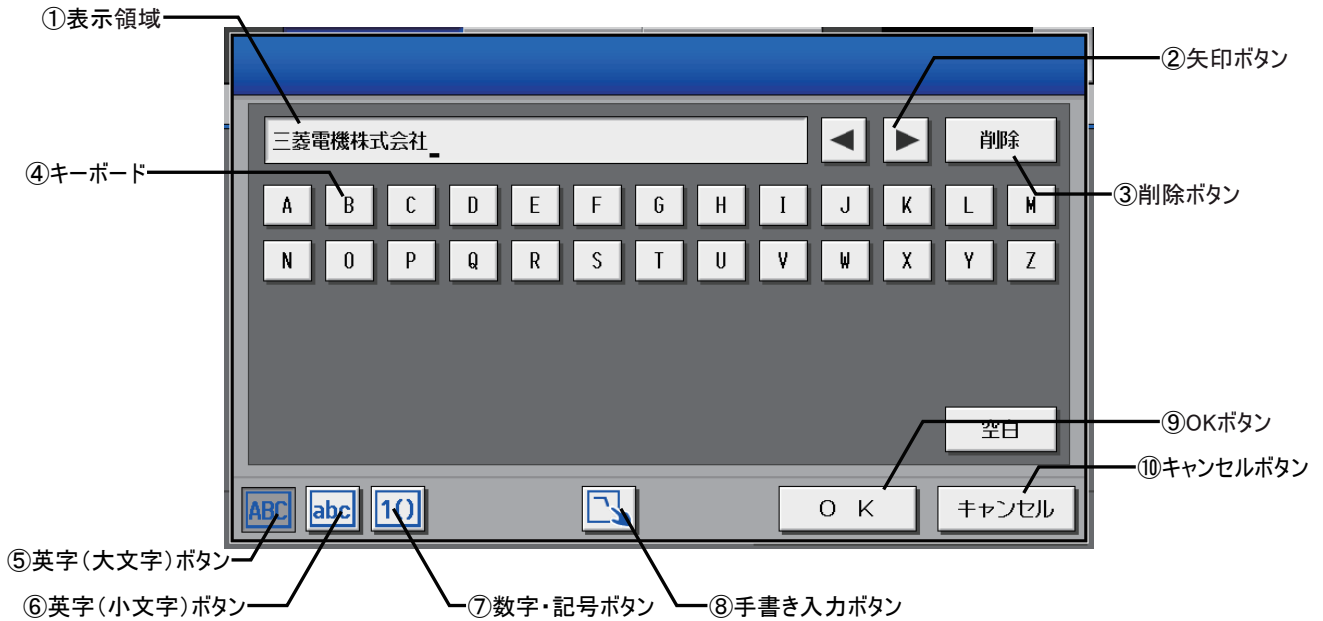 ①表示領域
②矢印ボタン
三菱電機株式会社_
削除
④キーボード
③削除ボタン
A B C D E F G H I J K L M
N O P Q R S T U V W X Y Z
空白
⑨OKボタン
⑩キャンセルボタン
ABC abc 1() O K キャンセル
⑤英字(大文字)ボタン
⑥英字(小文字)ボタン
⑦数字・記号ボタン
⑧手書き入力ボタン